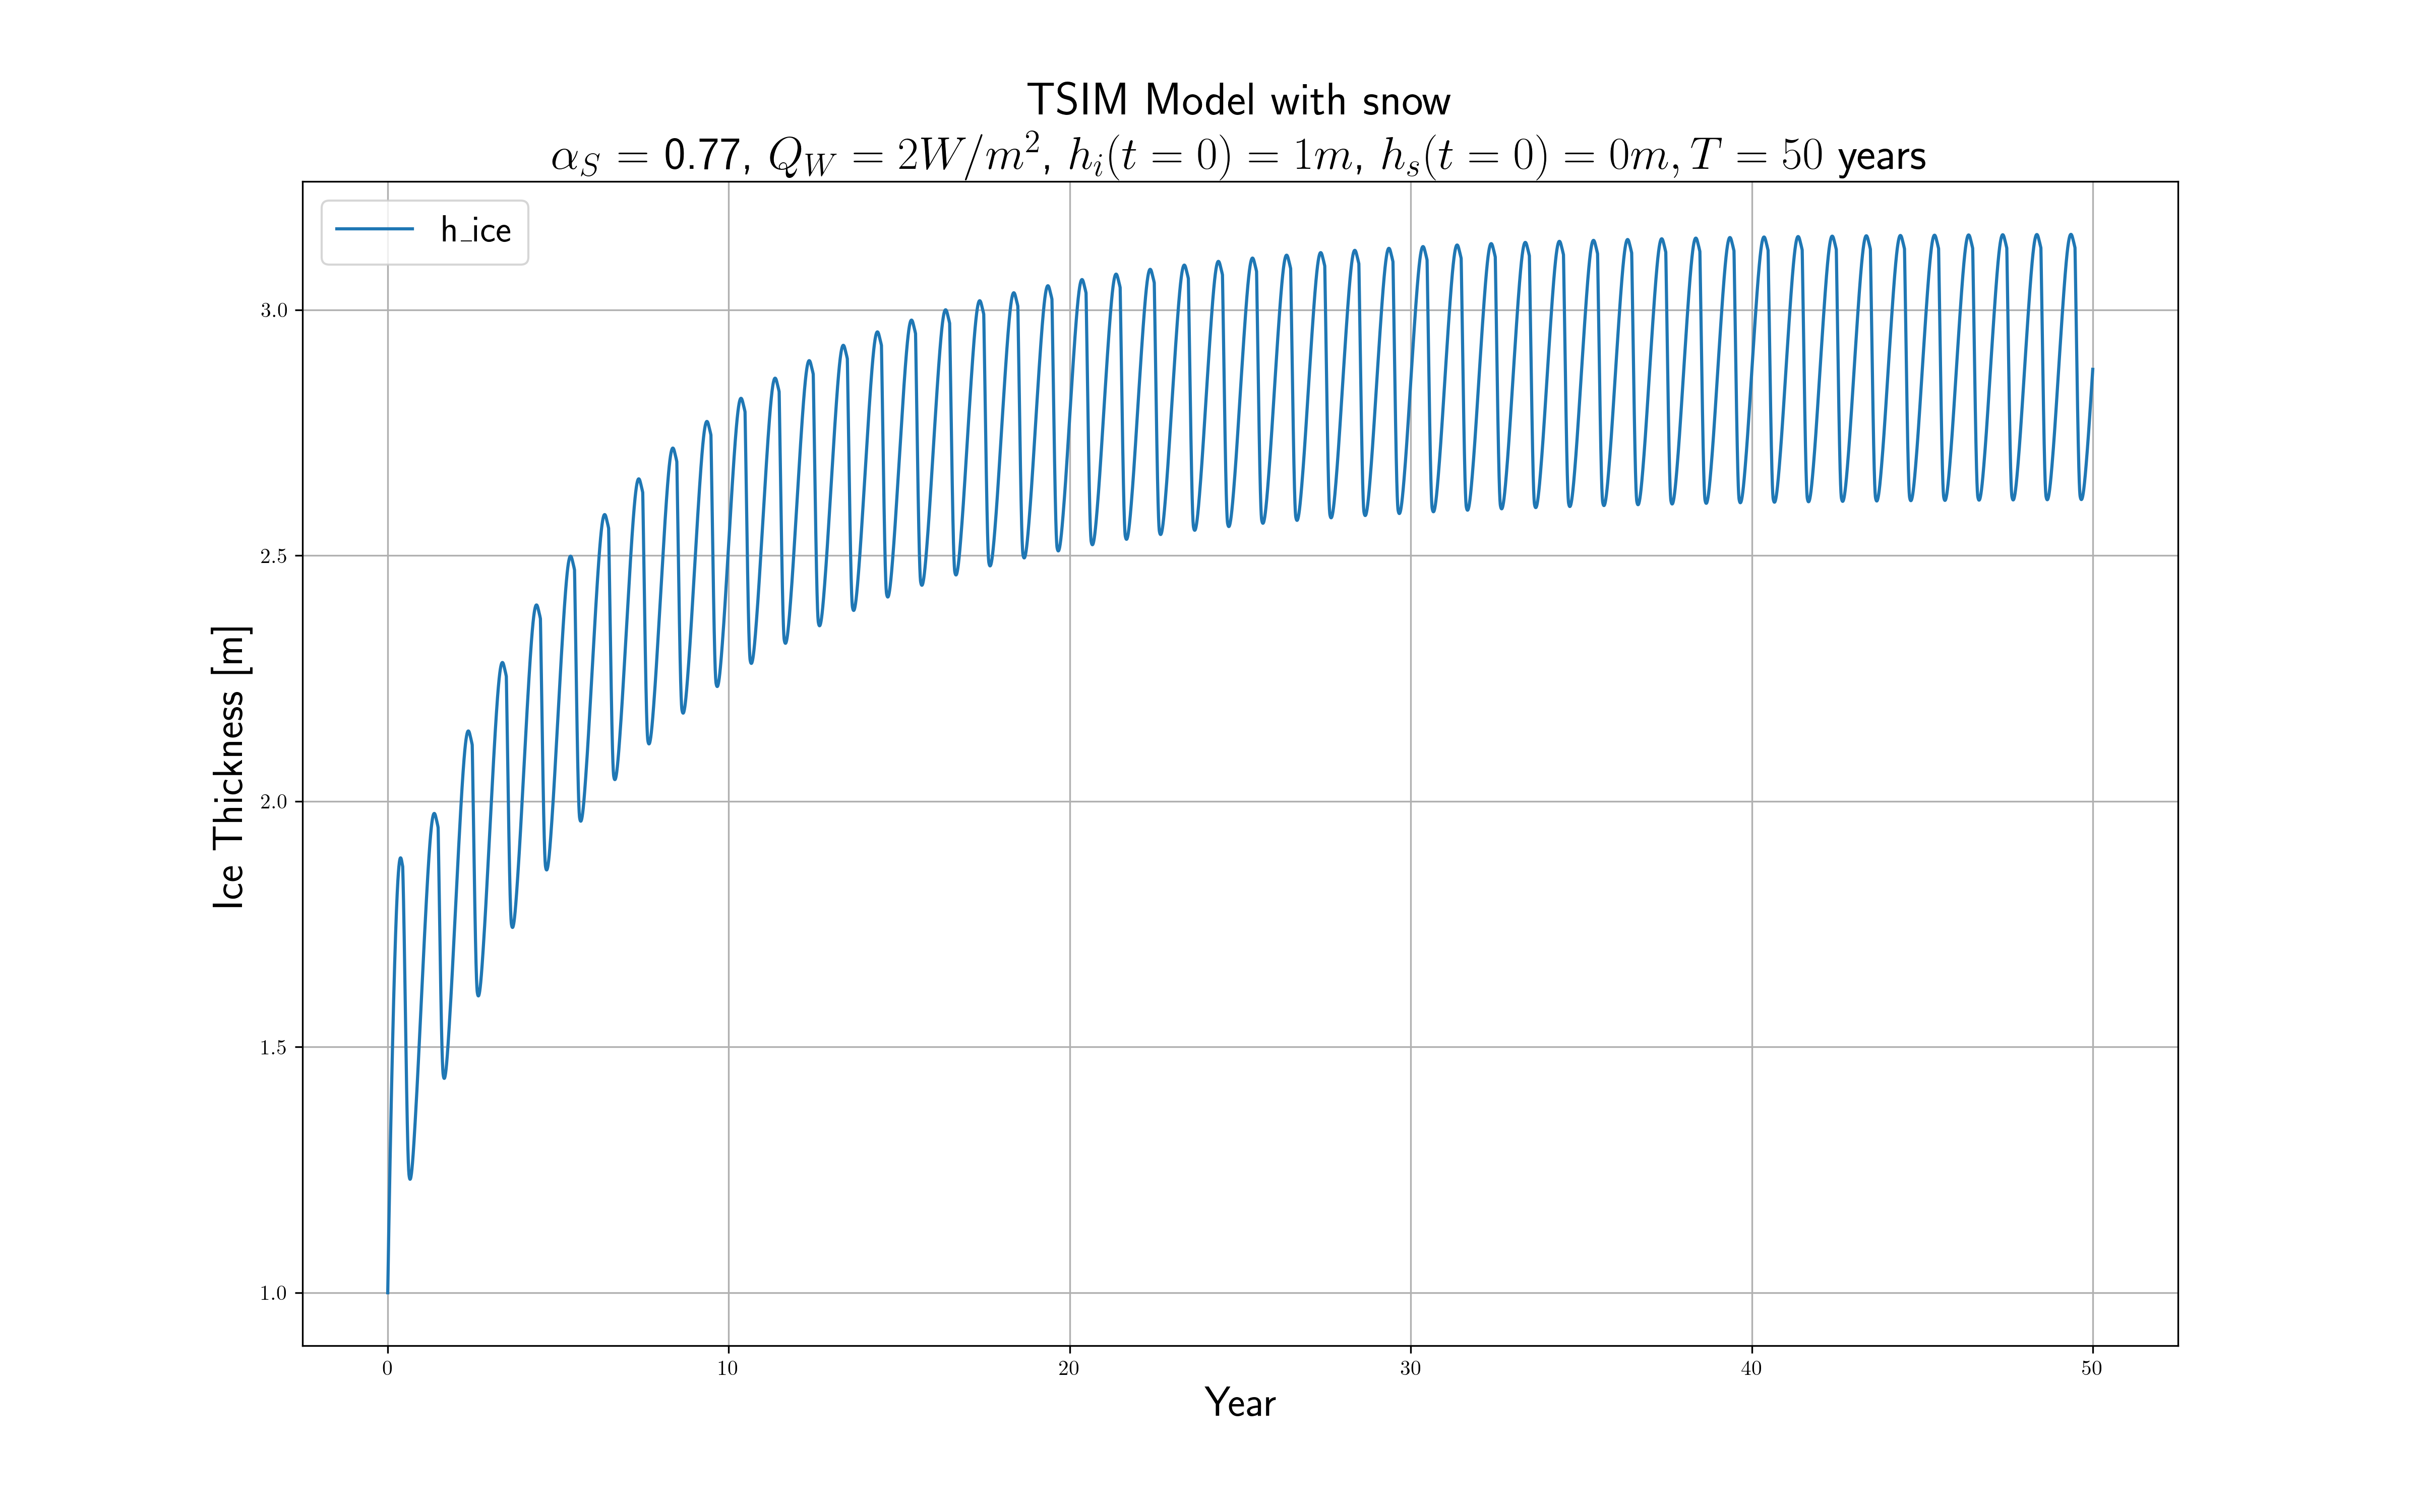 TSIM Model with snow
α_S = 0.77, Q_W = 2W/m², h_i(t = 0) = 1m, h_s(t = 0) = 0m, T = 50 years
h_ice
3.0
2.5
2.0
1.5
1.0
Ice Thickness [m]
0 10 20 30 40 50
Year